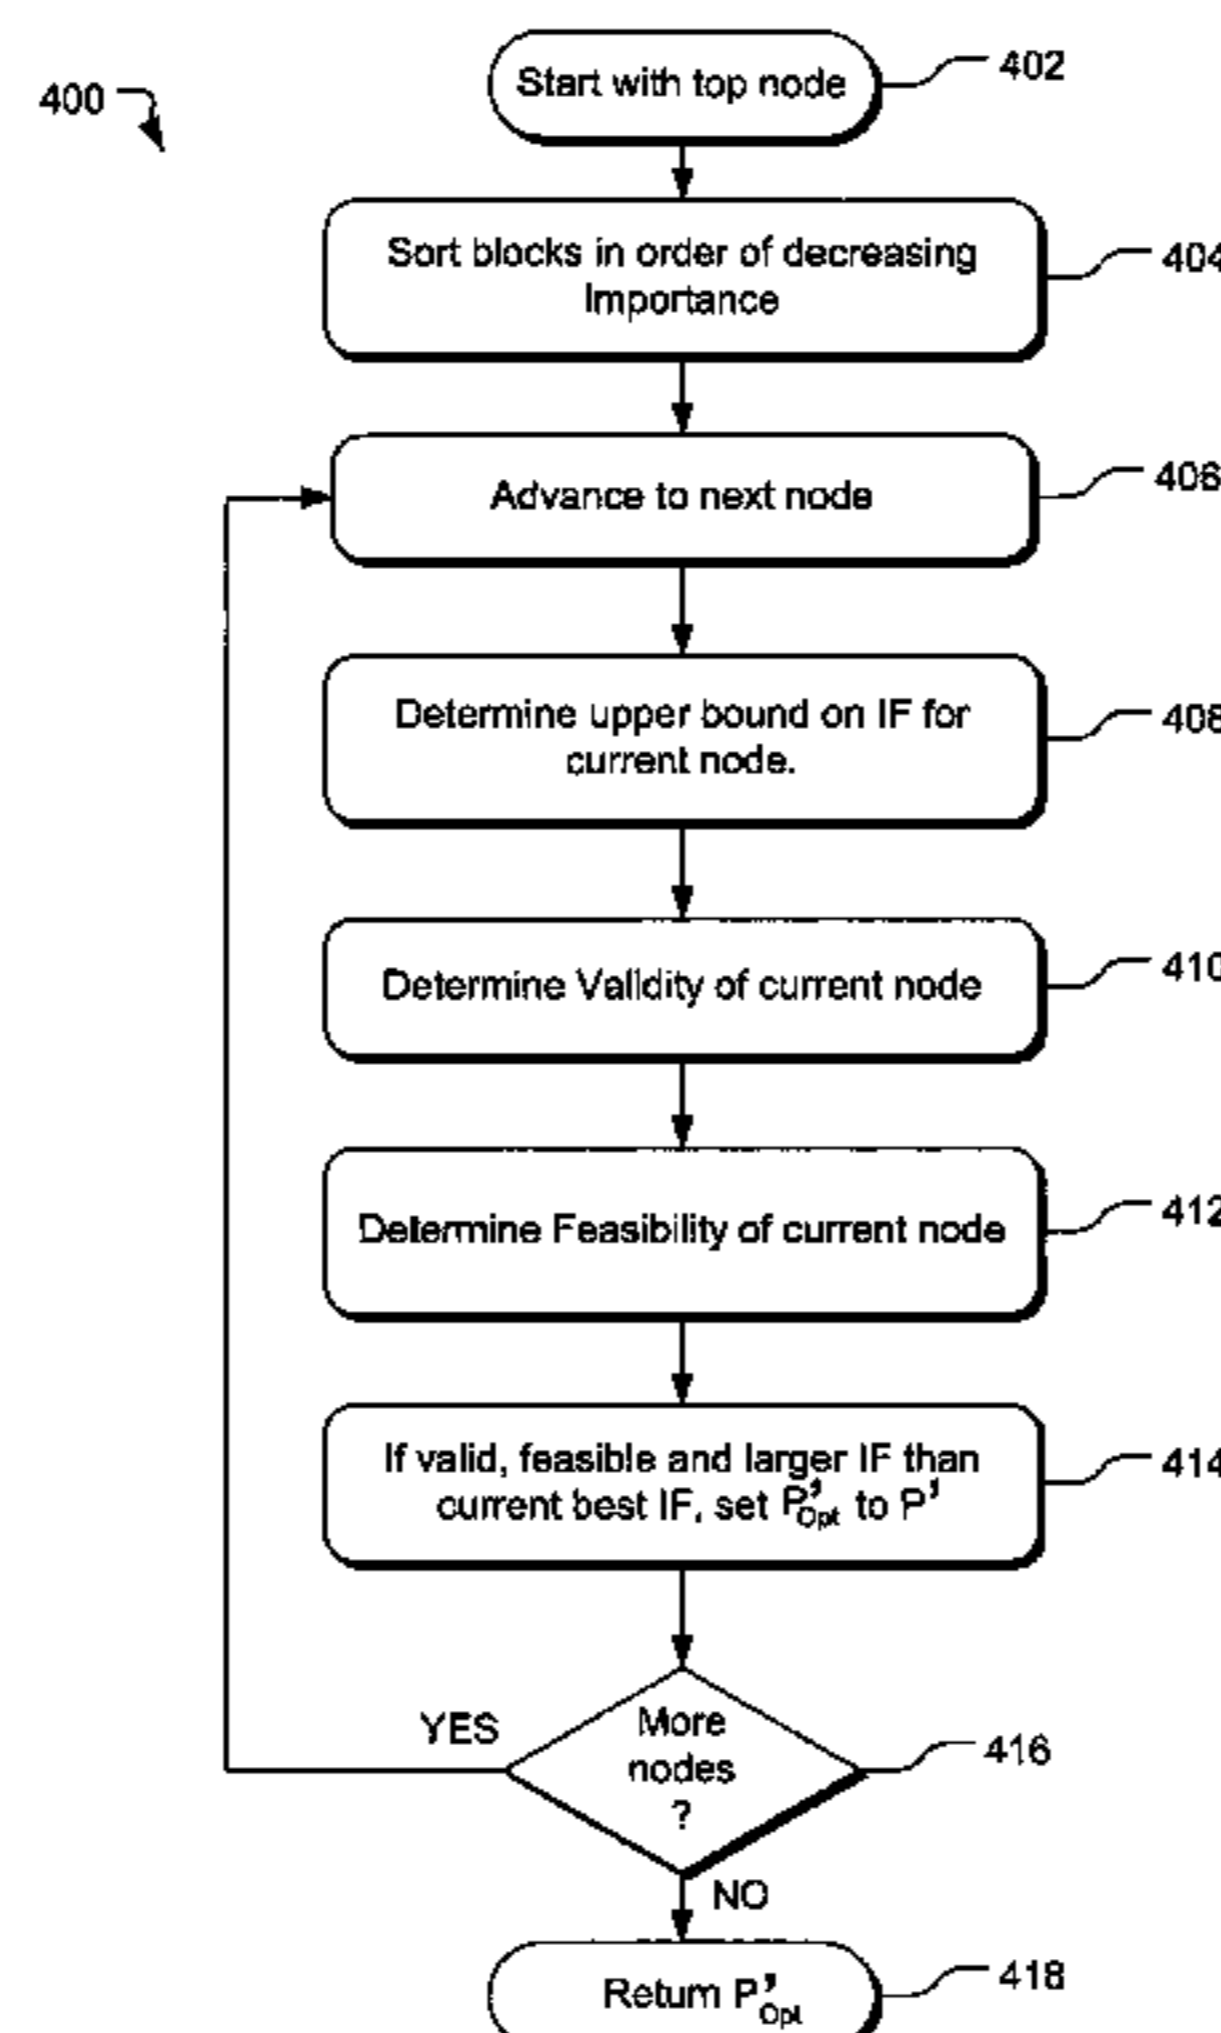 400
Start with top node
402
Sort blocks in order of decreasing
Importance
404
Advance to next node
406
Determine upper bound on IF for
current node.
408
Determine Validity of current node
410
Determine Feasibility of current node
412
If valid, feasible and larger IF than
current best IF, set P'Opt to P'
414
YES
More
nodes
?
416
NO
Return P'Opt
418